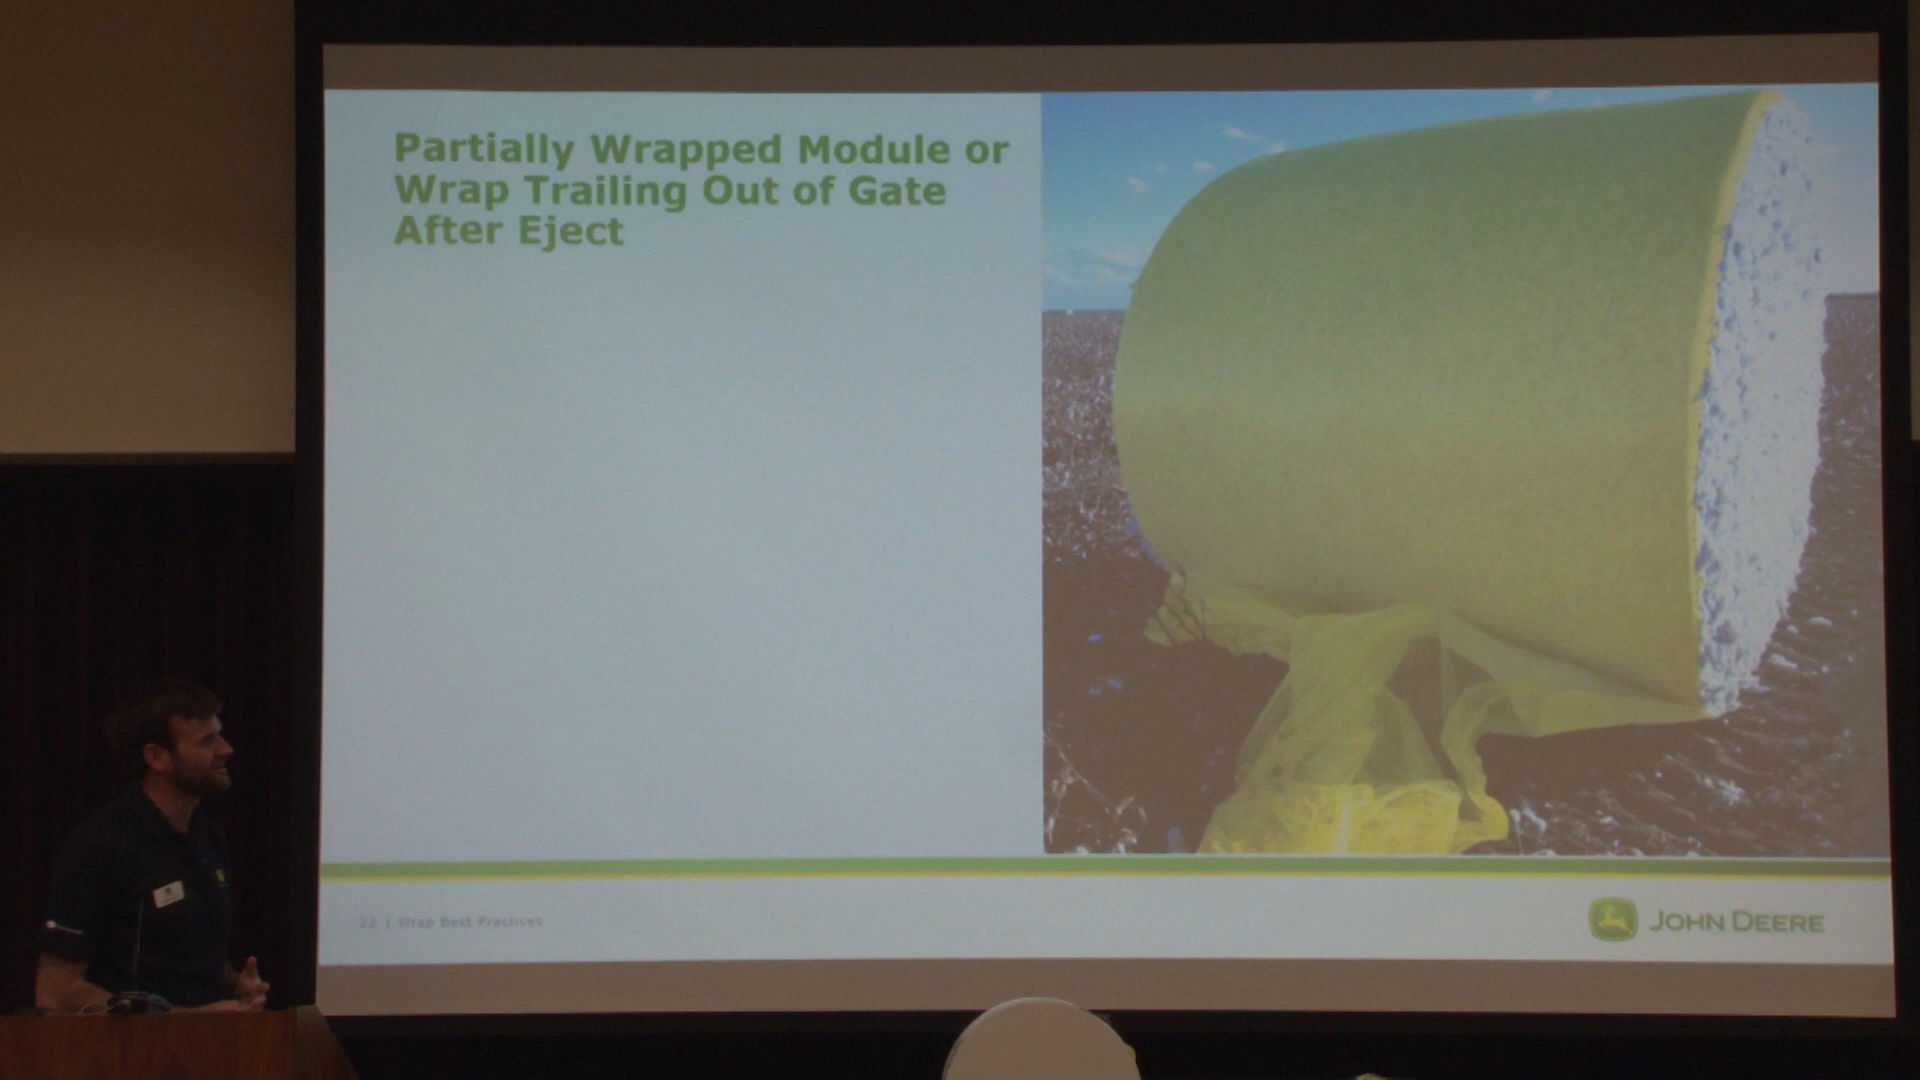 Partially Wrapped Module or
Wrap Trailing Out of Gate
After Eject
22 | Wrap Best Practices
JOHN DEERE